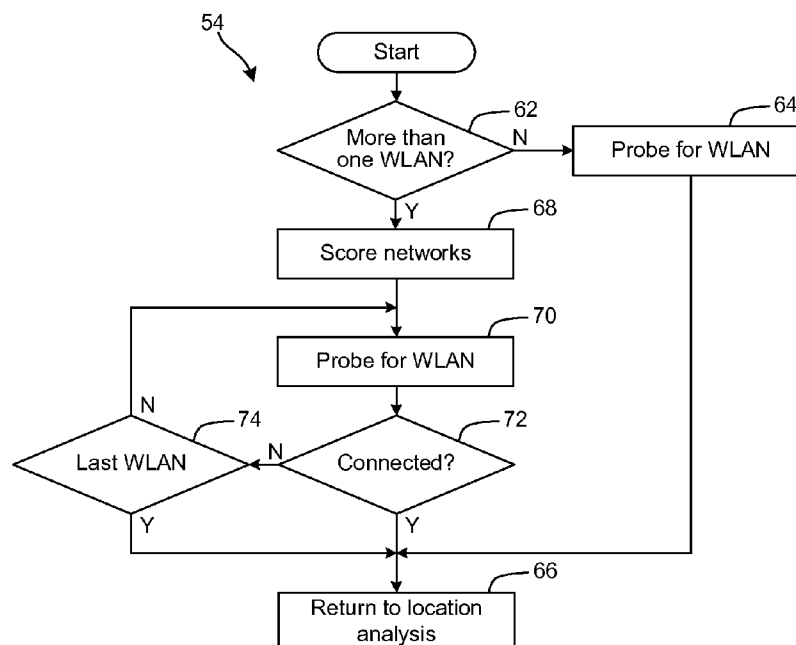 54
Start
62
More than
one WLAN?
N
64
Probe for WLAN
Y
68
Score networks
70
Probe for WLAN
N
74
Last WLAN
N
72
Connected?
Y
Y
66
Return to location
analysis